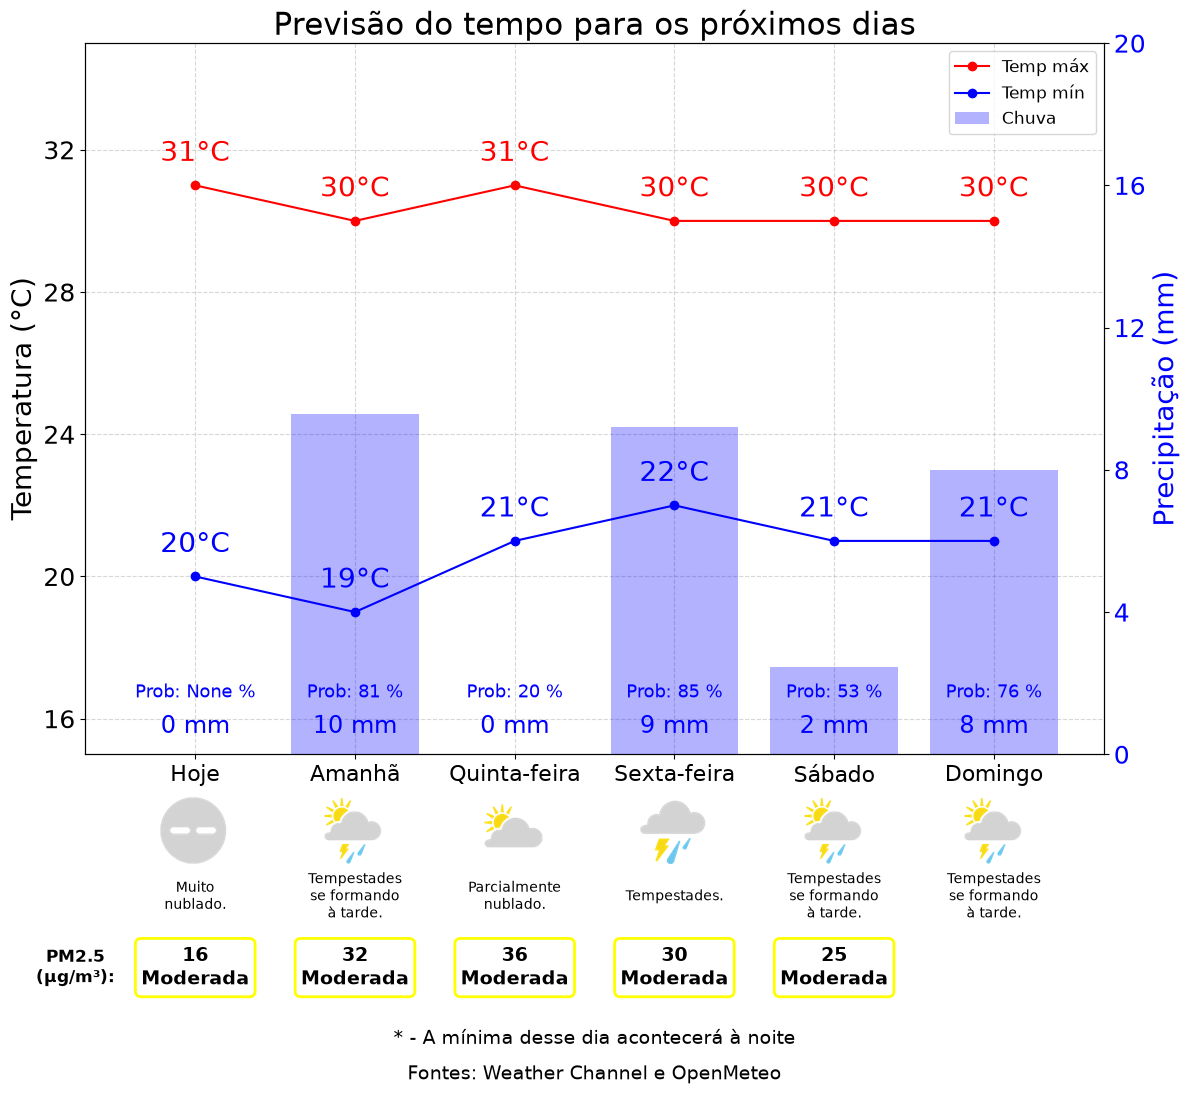 Previsão do tempo para os próximos dias
Temp máx
Temp mín
Chuva
Temperatura (°C)
32
28
24
20
16
Precipitação (mm)
20
16
12
8
4
0
31°C
30°C
31°C
30°C
30°C
30°C
20°C
19°C
21°C
22°C
21°C
21°C
Prob: None %
Prob: 81 %
Prob: 20 %
Prob: 85 %
Prob: 53 %
Prob: 76 %
0 mm
10 mm
0 mm
9 mm
2 mm
8 mm
Hoje
Amanhã
Quinta-feira
Sexta-feira
Sábado
Domingo
Muito
nublado.
Tempestades
se formando
à tarde.
Parcialmente
nublado.
Tempestades.
Tempestades
se formando
à tarde.
Tempestades
se formando
à tarde.
PM2.5
(µg/m³):
16
Moderada
32
Moderada
36
Moderada
30
Moderada
25
Moderada
* - A mínima desse dia acontecerá à noite
Fontes: Weather Channel e OpenMeteo